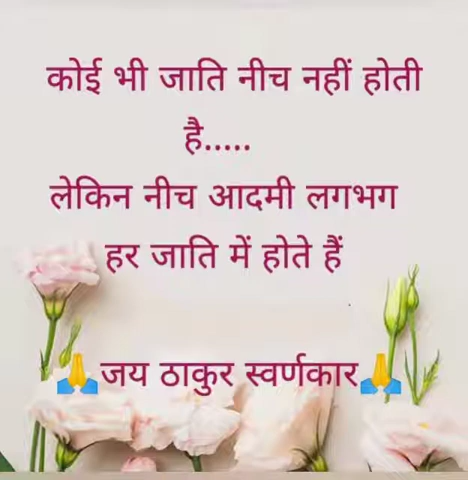 कोई भी जाति नीच नहीं होती
है.....
लेकिन नीच आदमी लगभग
हर जाति में होते हैं
🙏जय ठाकुर स्वर्णकार🙏